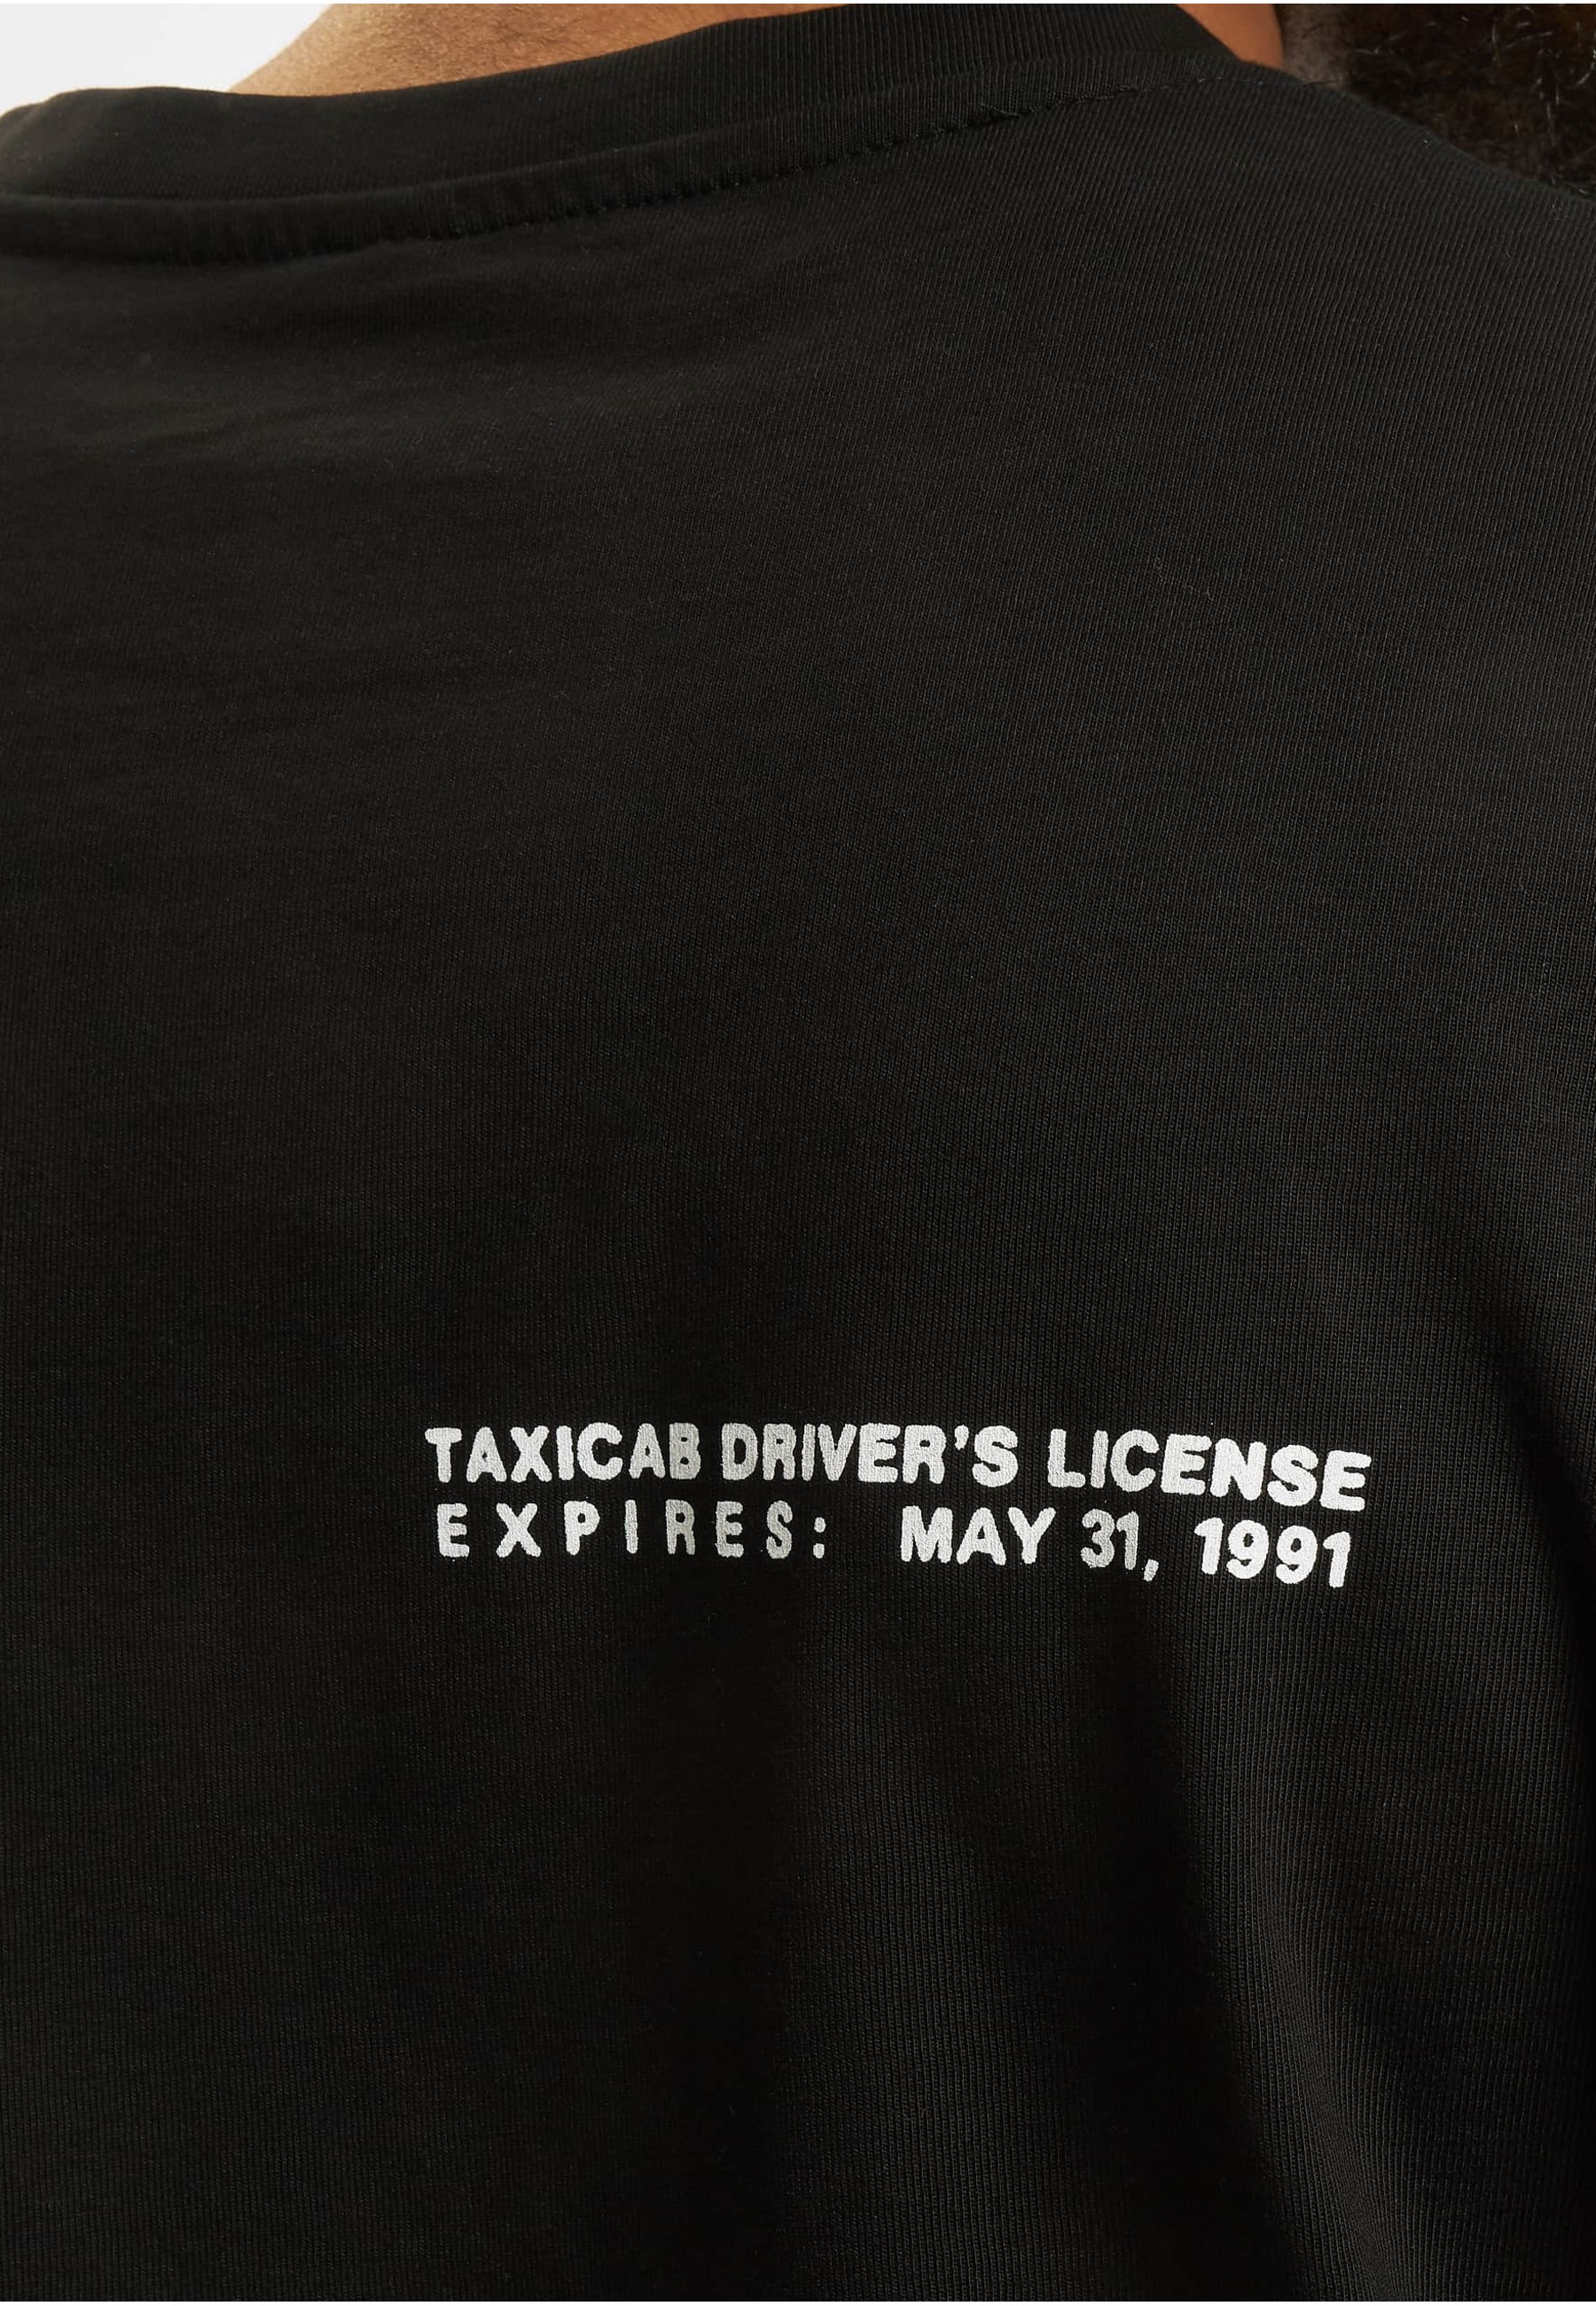 TAXICAB DRIVER'S LICENSE
EXPIRES: MAY 31, 1991